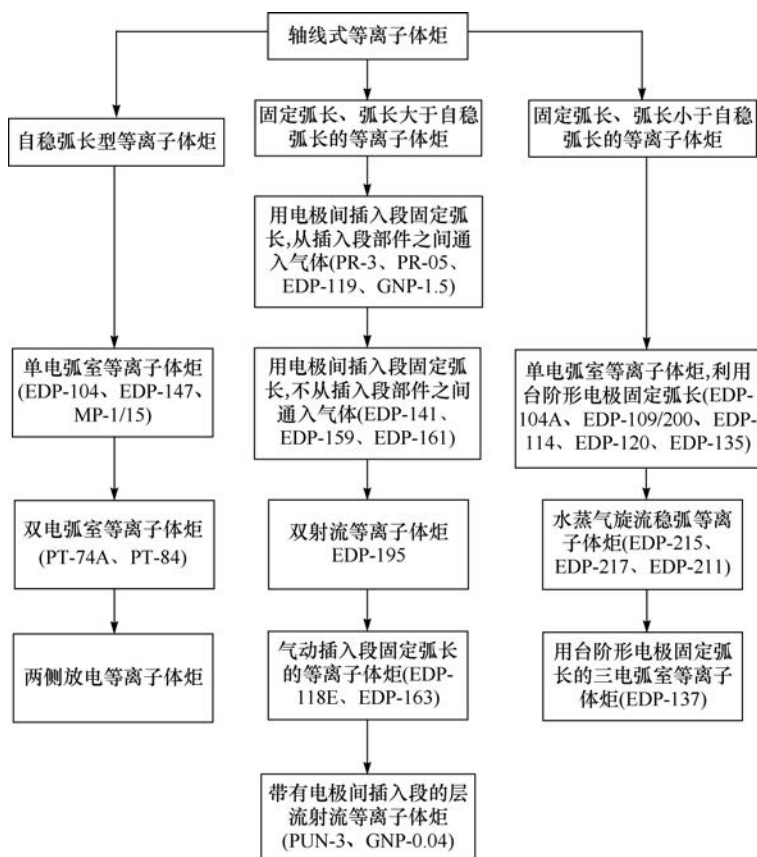 轴线式等离子体炬
自稳弧长型等离子体炬
单电弧室等离子体炬
(EDP-104、EDP-147、
MP-1/15)
双电弧室等离子体炬
(PT-74A、PT-84)
两侧放电等离子体炬
固定弧长、弧长大于自稳
弧长的等离子体炬
用电极间插入段固定弧
长,从插入段部件之间通
入气体(PR-3、PR-05、
EDP-119、GNP-1.5)
用电极间插入段固定弧
长,不从插入段部件之间
通入气体(EDP-141、
EDP-159、EDP-161)
双射流等离子体炬
EDP-195
气动插入段固定弧长
的等离子体炬(EDP-
118E、EDP-163)
带有电极间插入段的层
流射流等离子体炬
(PUN-3、GNP-0.04)
固定弧长、弧长小于自稳
弧长的等离子体炬
单电弧室等离子体炬,利用
台阶形电极固定弧长(EDP-
104A、EDP-109/200、EDP-
114、EDP-120、EDP-135)
水蒸气旋流稳弧等离
子体炬(EDP-215、
EDP-217、EDP-211)
用台阶形电极固定弧
长的三电弧室等离子
体炬(EDP-137)